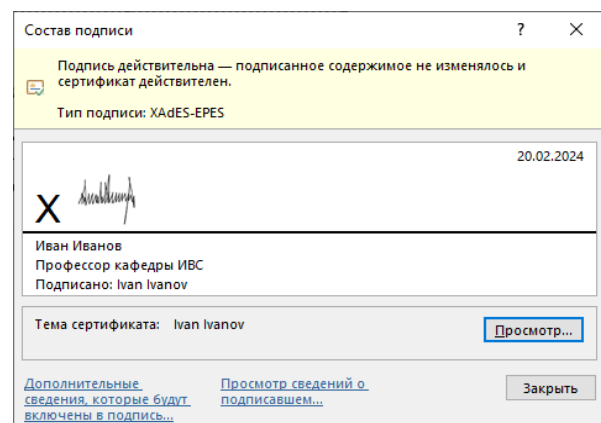 Состав подписи ? ×
Подпись действительна — подписанное содержимое не изменялось и
сертификат действителен.
Тип подписи: XAdES-EPES
20.02.2024
X
Иван Иванов
Профессор кафедры ИВС
Подписано: Ivan Ivanov
Тема сертификата: Ivan Ivanov
Просмотр...
Дополнительные
сведения, которые будут
включены в подпись...
Просмотр сведений о
подписавшем...
Закрыть